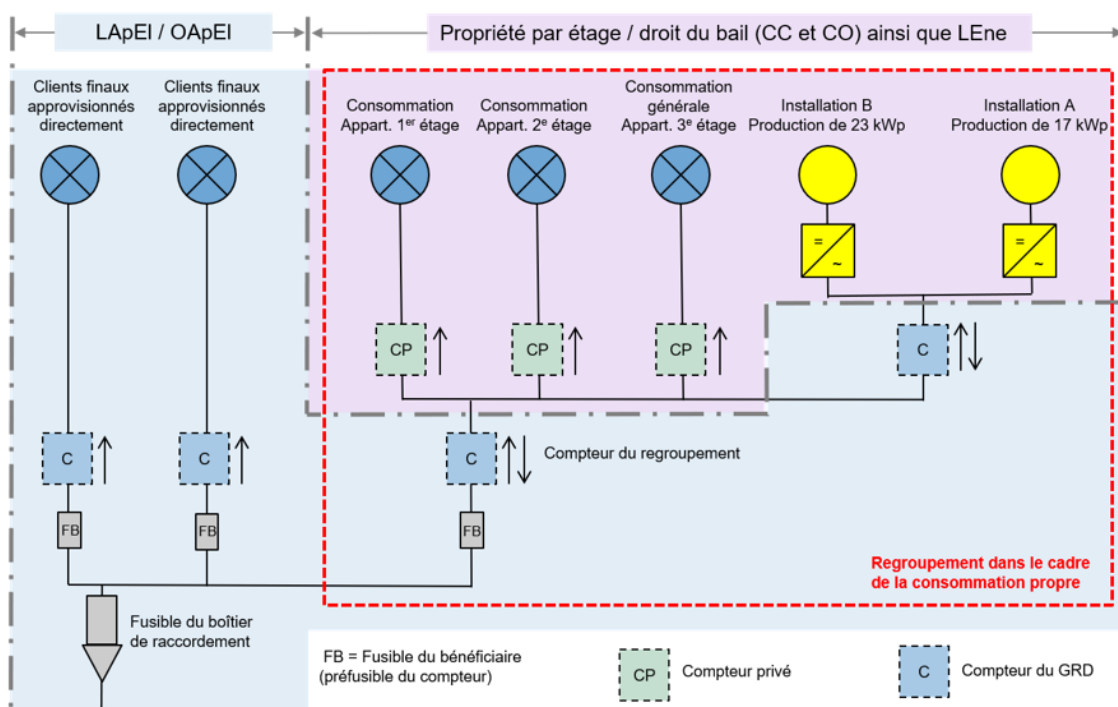 LApEl / OApEl
Propriété par étage / droit du bail (CC et CO) ainsi que LEne
Clients finaux
approvisionnés
directement
Clients finaux
approvisionnés
directement
Consommation
Appart. 1er étage
Consommation
Appart. 2e étage
Consommation
générale
Appart. 3e étage
Installation B
Production de 23 kWp
Installation A
Production de 17 kWp
=
~
=
~
CP
CP
CP
C
C
C
C
Compteur du regroupement
FB
FB
FB
Regroupement dans le cadre
de la consommation propre
Fusible du boîtier
de raccordement
FB = Fusible du bénéficiaire
(préfusible du compteur)
CP
Compteur privé
C
Compteur du GRD